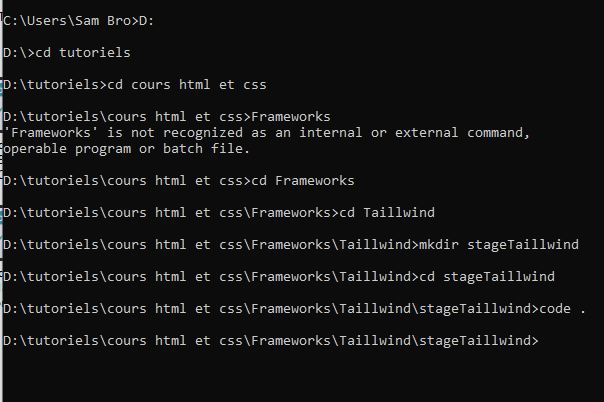 C:\Users\Sam Bro>D:
D:\>cd tutoriels
D:\tutoriels>cd cours html et css
D:\tutoriels\cours html et css>Frameworks
'Frameworks' is not recognized as an internal or external command,
operable program or batch file.
D:\tutoriels\cours html et css>cd Frameworks
D:\tutoriels\cours html et css\Frameworks>cd Taillwind
D:\tutoriels\cours html et css\Frameworks\Taillwind>mkdir stageTaillwind
D:\tutoriels\cours html et css\Frameworks\Taillwind>cd stageTaillwind
D:\tutoriels\cours html et css\Frameworks\Taillwind\stageTaillwind>code .
D:\tutoriels\cours html et css\Frameworks\Taillwind\stageTaillwind>